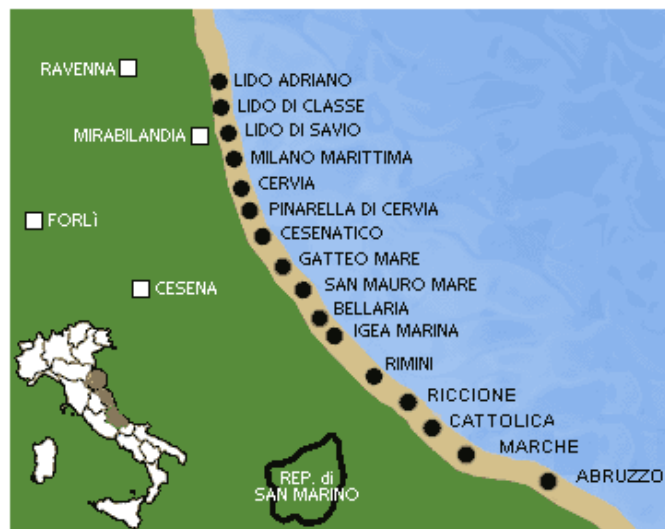 RAVENNA
LIDO ADRIANO
LIDO DI CLASSE
MIRABILANDIA
LIDO DI SAVIO
MILANO MARITTIMA
CERVIA
PINARELLA DI CERVIA
FORLÌ
CESENATICO
GATTEO MARE
CESENA
SAN MAURO MARE
BELLARIA
IGEA MARINA
RIMINI
RICCIONE
CATTOLICA
MARCHE
ABRUZZO
REP. di
SAN MARINO